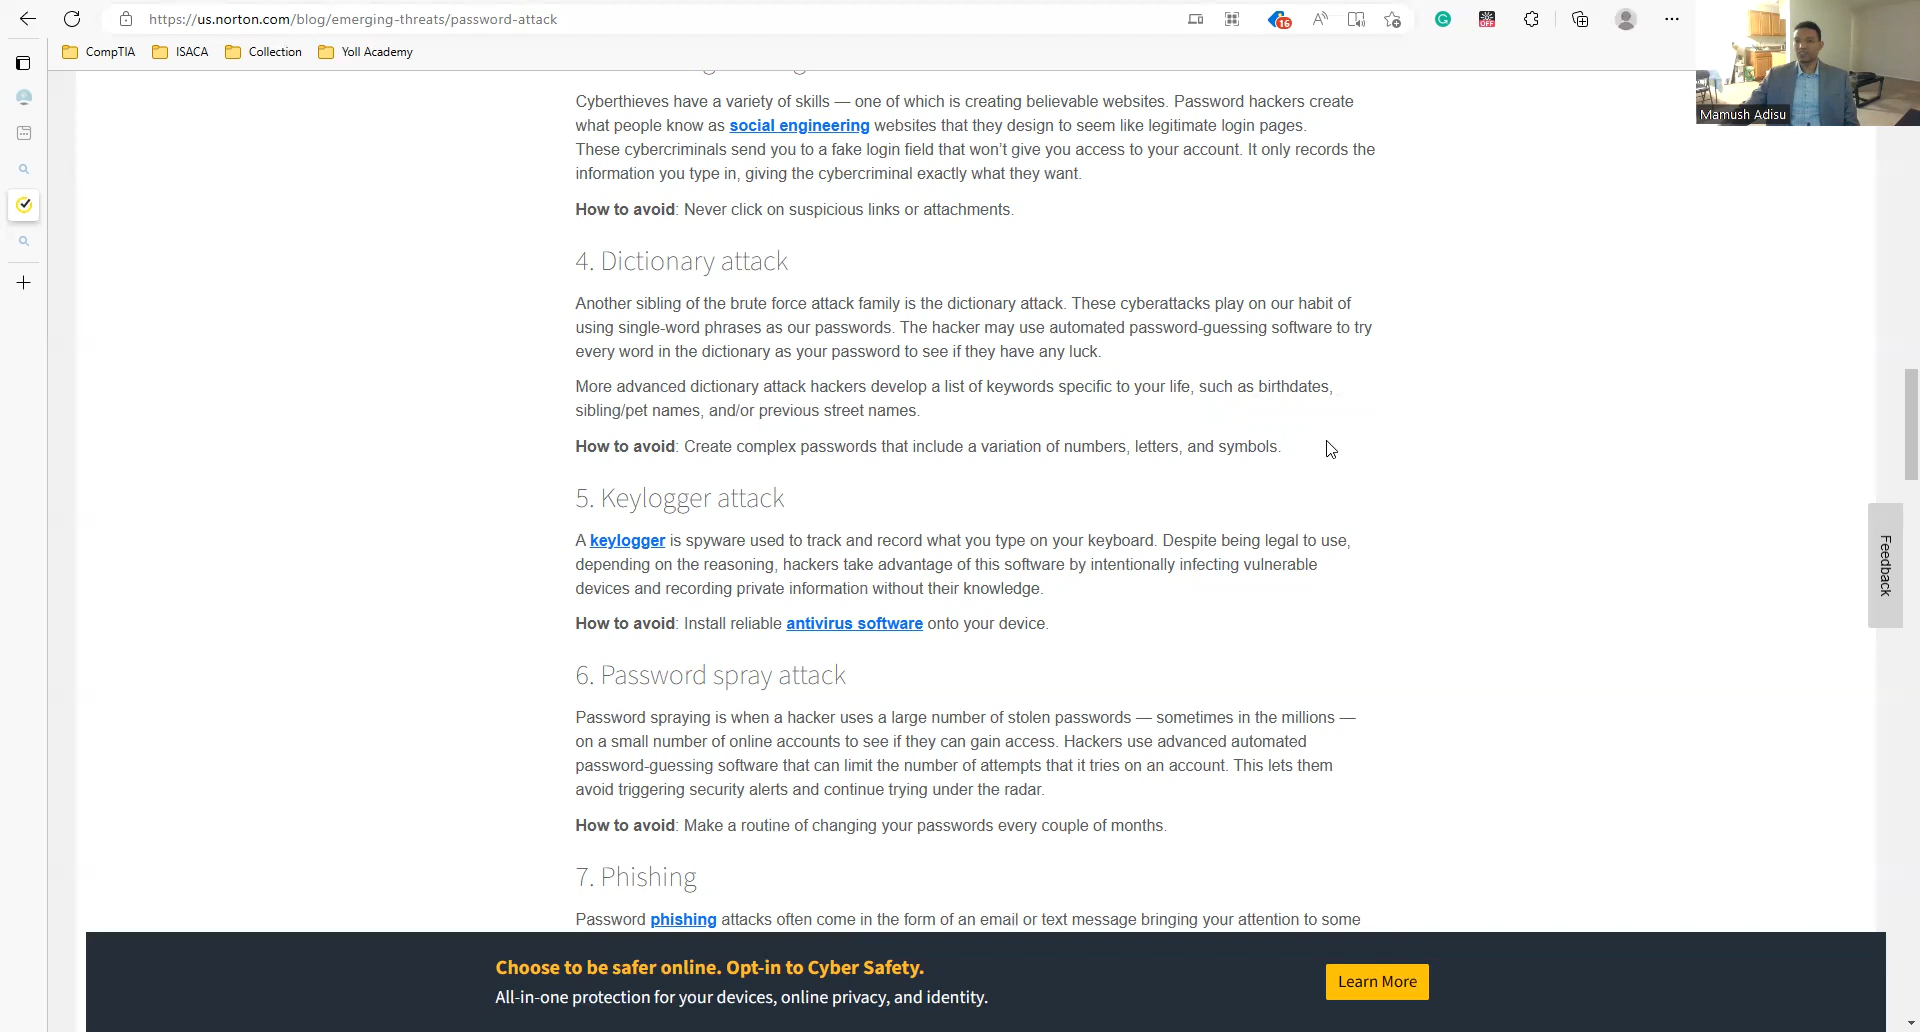 https://us.norton.com/blog/emerging-threats/password-attack
16
OFF
CompTIA
ISACA
Collection
Yoll Academy
Mamush Adisu
Cyberthieves have a variety of skills — one of which is creating believable websites. Password hackers create
what people know as social engineering websites that they design to seem like legitimate login pages.
These cybercriminals send you to a fake login field that won’t give you access to your account. It only records the
information you type in, giving the cybercriminal exactly what they want.
How to avoid: Never click on suspicious links or attachments.
4. Dictionary attack
Another sibling of the brute force attack family is the dictionary attack. These cyberattacks play on our habit of
using single-word phrases as our passwords. The hacker may use automated password-guessing software to try
every word in the dictionary as your password to see if they have any luck.
More advanced dictionary attack hackers develop a list of keywords specific to your life, such as birthdates,
sibling/pet names, and/or previous street names.
How to avoid: Create complex passwords that include a variation of numbers, letters, and symbols.
5. Keylogger attack
A keylogger is spyware used to track and record what you type on your keyboard. Despite being legal to use,
depending on the reasoning, hackers take advantage of this software by intentionally infecting vulnerable
devices and recording private information without their knowledge.
How to avoid: Install reliable antivirus software onto your device.
Feedback
6. Password spray attack
Password spraying is when a hacker uses a large number of stolen passwords — sometimes in the millions —
on a small number of online accounts to see if they can gain access. Hackers use advanced automated
password-guessing software that can limit the number of attempts that it tries on an account. This lets them
avoid triggering security alerts and continue trying under the radar.
How to avoid: Make a routine of changing your passwords every couple of months.
7. Phishing
Password phishing attacks often come in the form of an email or text message bringing your attention to some
Choose to be safer online. Opt-in to Cyber Safety.
All-in-one protection for your devices, online privacy, and identity.
Learn More